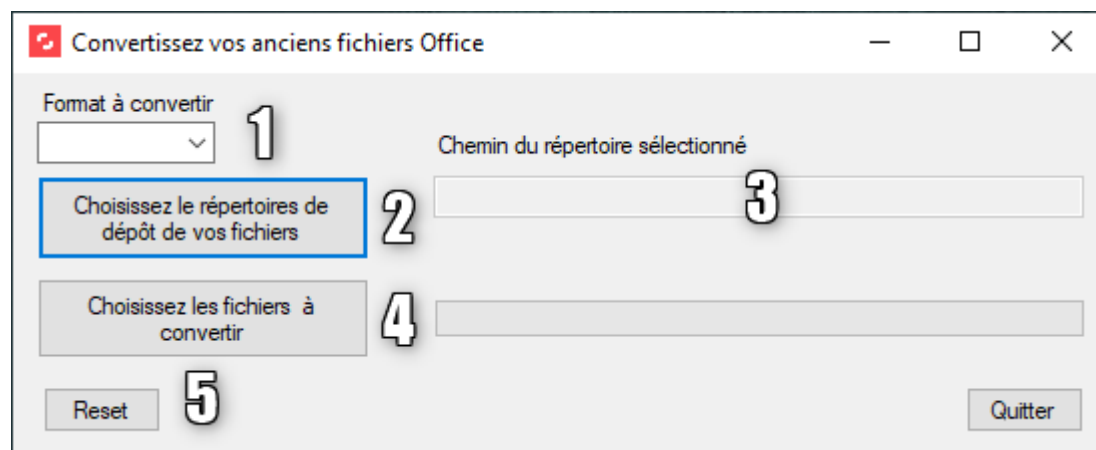 Convertissez vos anciens fichiers Office
Format à convertir
1
Chemin du répertoire sélectionné
Choisissez le répertoires de
dépôt de vos fichiers
2
3
Choisissez les fichiers à
convertir
4
Reset
5
Quitter